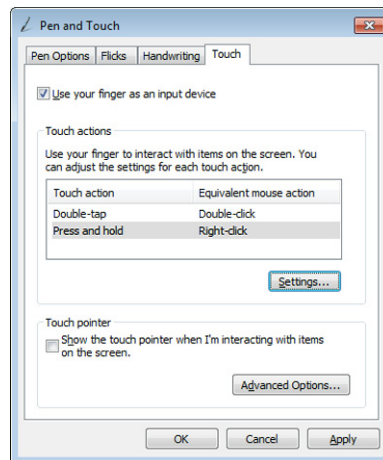 Pen and Touch
Pen Options Flicks Handwriting Touch
Use your finger as an input device
Touch actions
Use your finger to interact with items on the screen. You
can adjust the settings for each touch action.
Touch action Equivalent mouse action
Double-tap Double-click
Press and hold Right-click
Settings...
Touch pointer
Show the touch pointer when I'm interacting with items
on the screen.
Advanced Options...
OK Cancel Apply